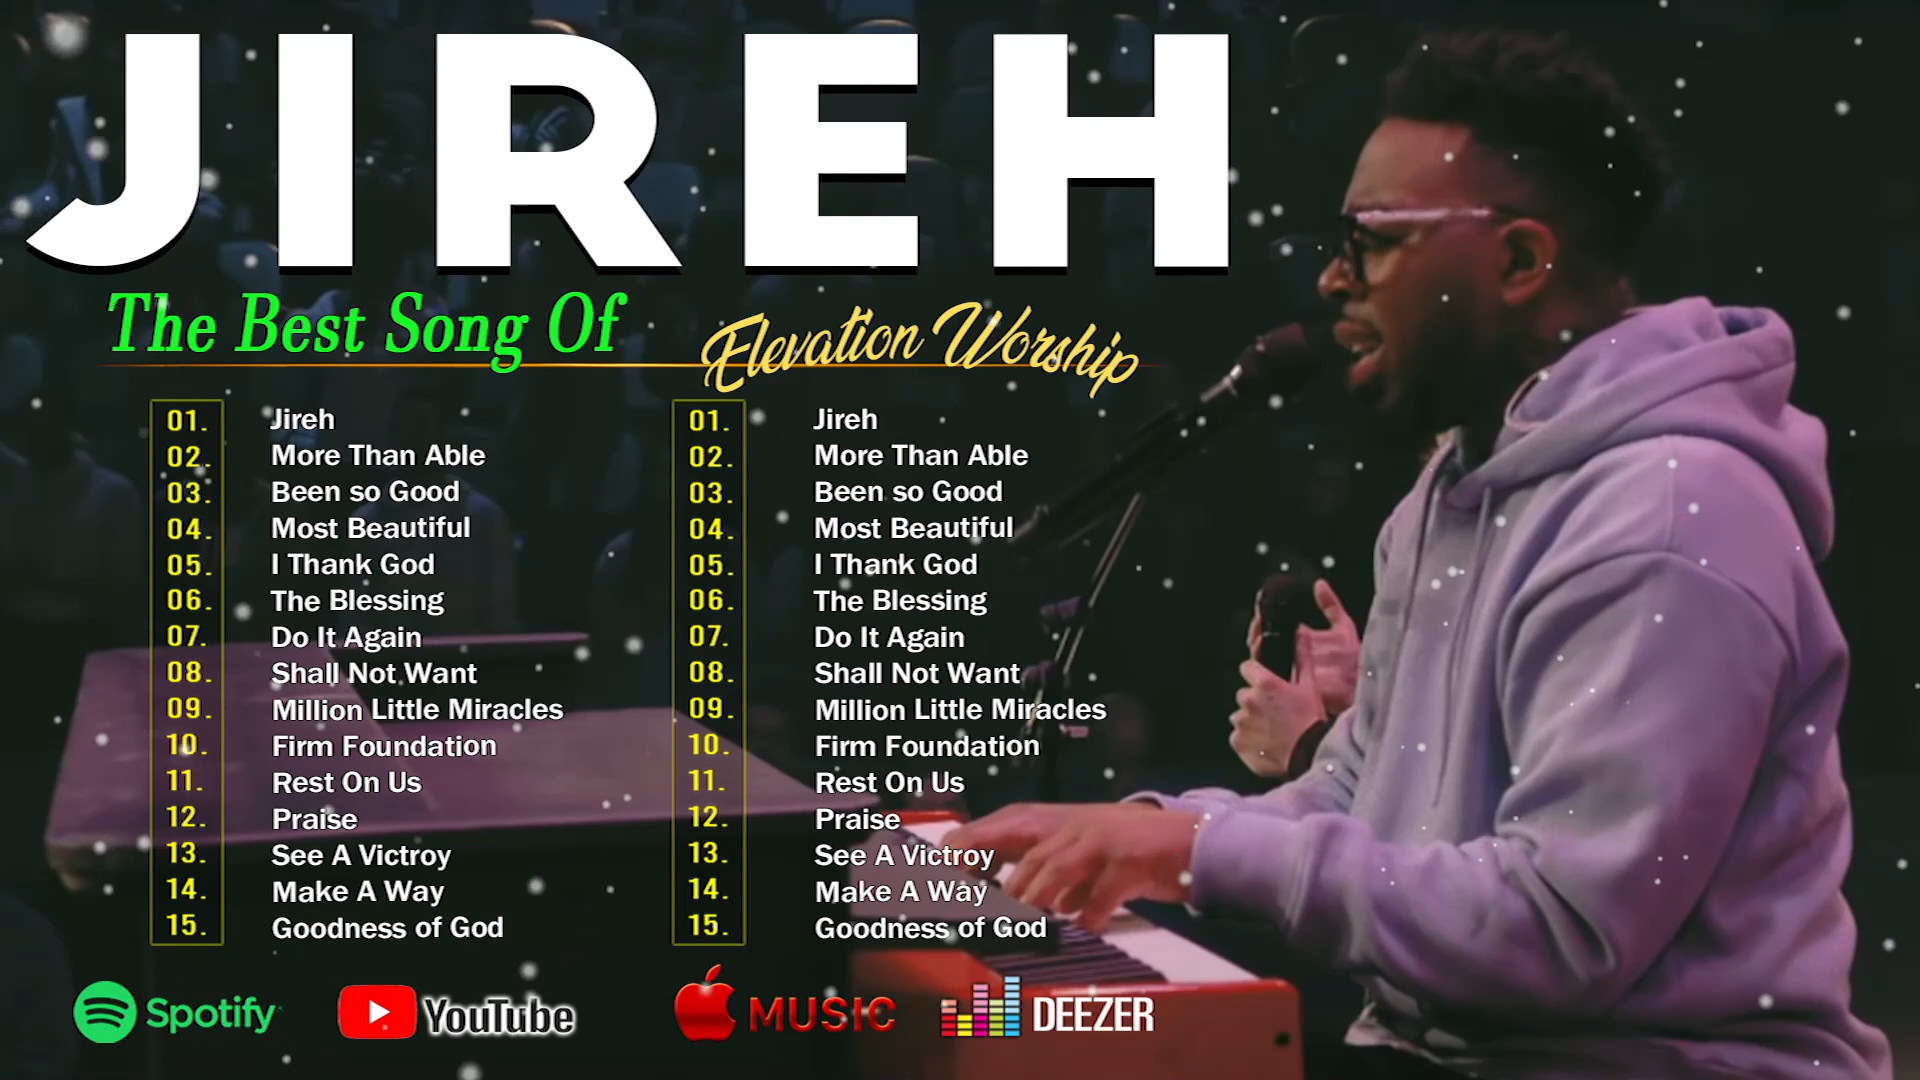 JIREH
The Best Song Of Elevation Worship
01. Jireh
02. More Than Able
03. Been so Good
04. Most Beautiful
05. I Thank God
06. The Blessing
07. Do It Again
08. Shall Not Want
09. Million Little Miracles
10. Firm Foundation
11. Rest On Us
12. Praise
13. See A Victroy
14. Make A Way
15. Goodness of God
01. Jireh
02. More Than Able
03. Been so Good
04. Most Beautiful
05. I Thank God
06. The Blessing
07. Do It Again
08. Shall Not Want
09. Million Little Miracles
10. Firm Foundation
11. Rest On Us
12. Praise
13. See A Victroy
14. Make A Way
15. Goodness of God
Spotify YouTube MUSIC DEEZER